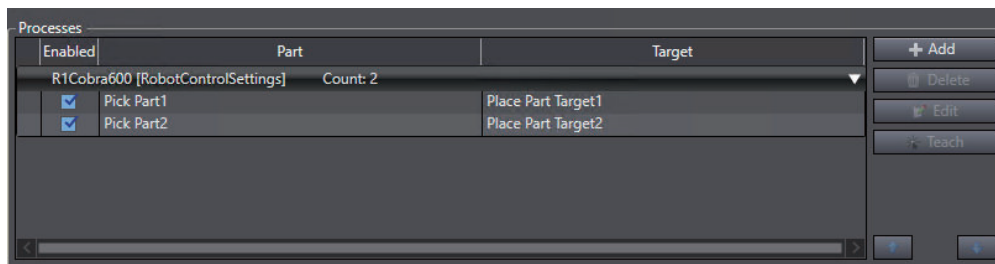 Processes
Enabled Part Target
+ Add
R1Cobra600 [RobotControlSettings] Count: 2
Delete
Pick Part1 Place Part Target1
Edit
Pick Part2 Place Part Target2
Teach